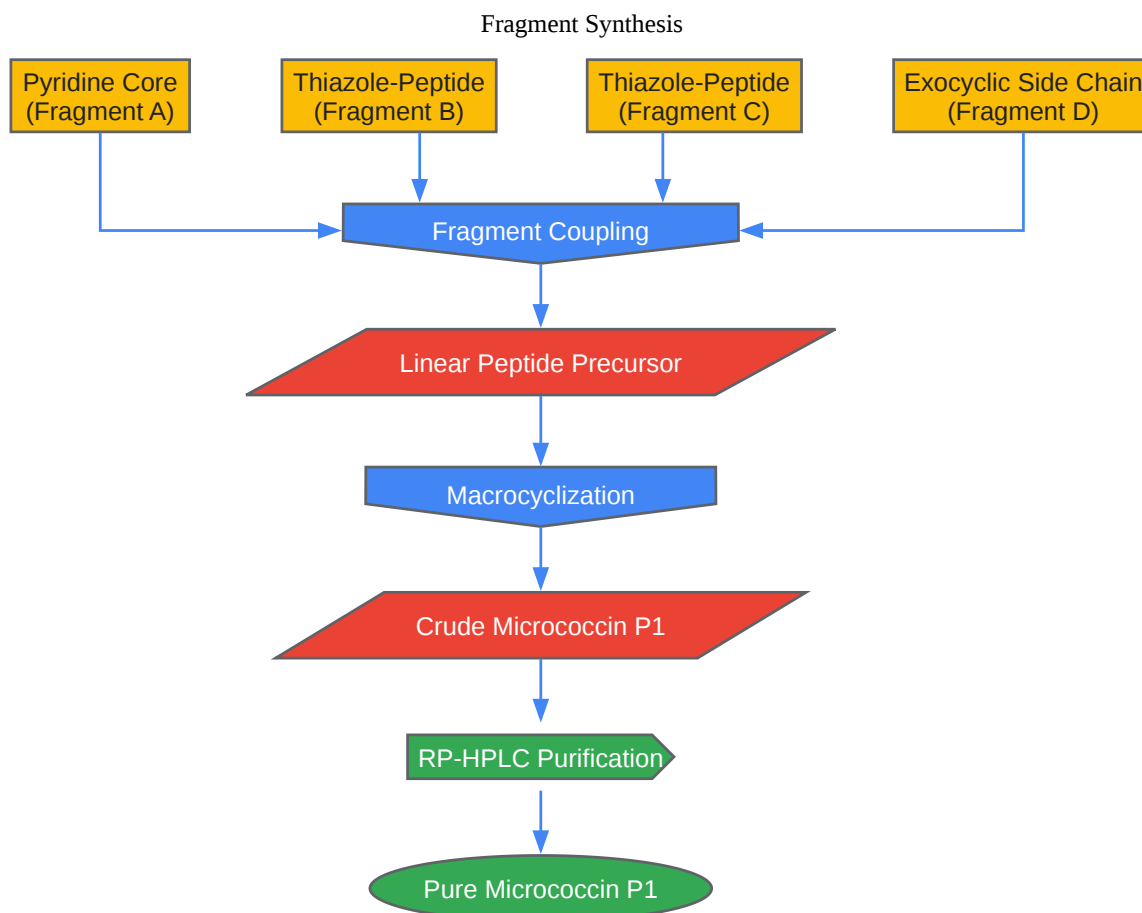 Fragment Synthesis
Pyridine Core
(Fragment A)
Thiazole-Peptide
(Fragment B)
Thiazole-Peptide
(Fragment C)
Exocyclic Side Chain
(Fragment D)
Fragment Coupling
Linear Peptide Precursor
Macrocyclization
Crude Micrococcin P1
RP-HPLC Purification
Pure Micrococcin P1